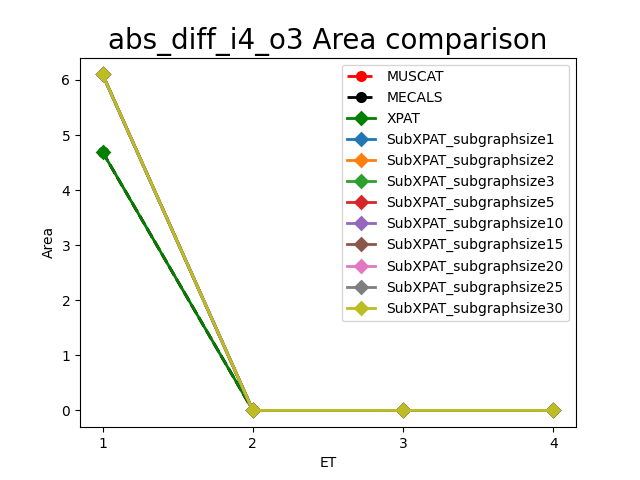 abs_diff_i4_o3 Area comparison
6
5
4
3
2
1
0
Area
1
2
3
4
ET
MUSCAT
MECALS
XPAT
SubXPAT_subgraphsize1
SubXPAT_subgraphsize2
SubXPAT_subgraphsize3
SubXPAT_subgraphsize5
SubXPAT_subgraphsize10
SubXPAT_subgraphsize15
SubXPAT_subgraphsize20
SubXPAT_subgraphsize25
SubXPAT_subgraphsize30